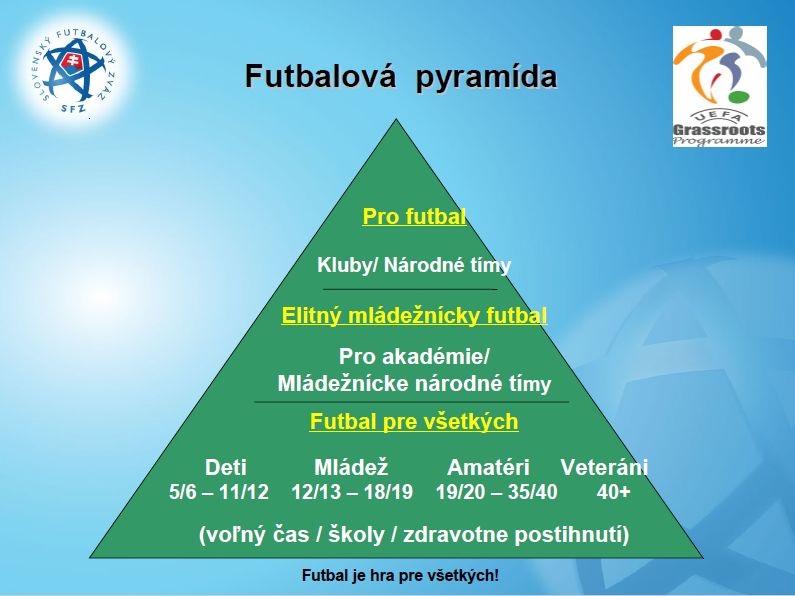 SLOVENSKÝ FUTBALOVÝ ZVÄZ
SFZ
Futbalová pyramída
UEFA
Grassroots
Programme
Pro futbal
Kluby/ Národné tímy
Elitný mládežnícky futbal
Pro akadémie/
Mládežnícke národné tímy
Futbal pre všetkých
Deti Mládež Amatéri Veteráni
5/6 – 11/12 12/13 – 18/19 19/20 – 35/40 40+
(voľný čas / školy / zdravotne postihnutí)
Futbal je hra pre všetkých!